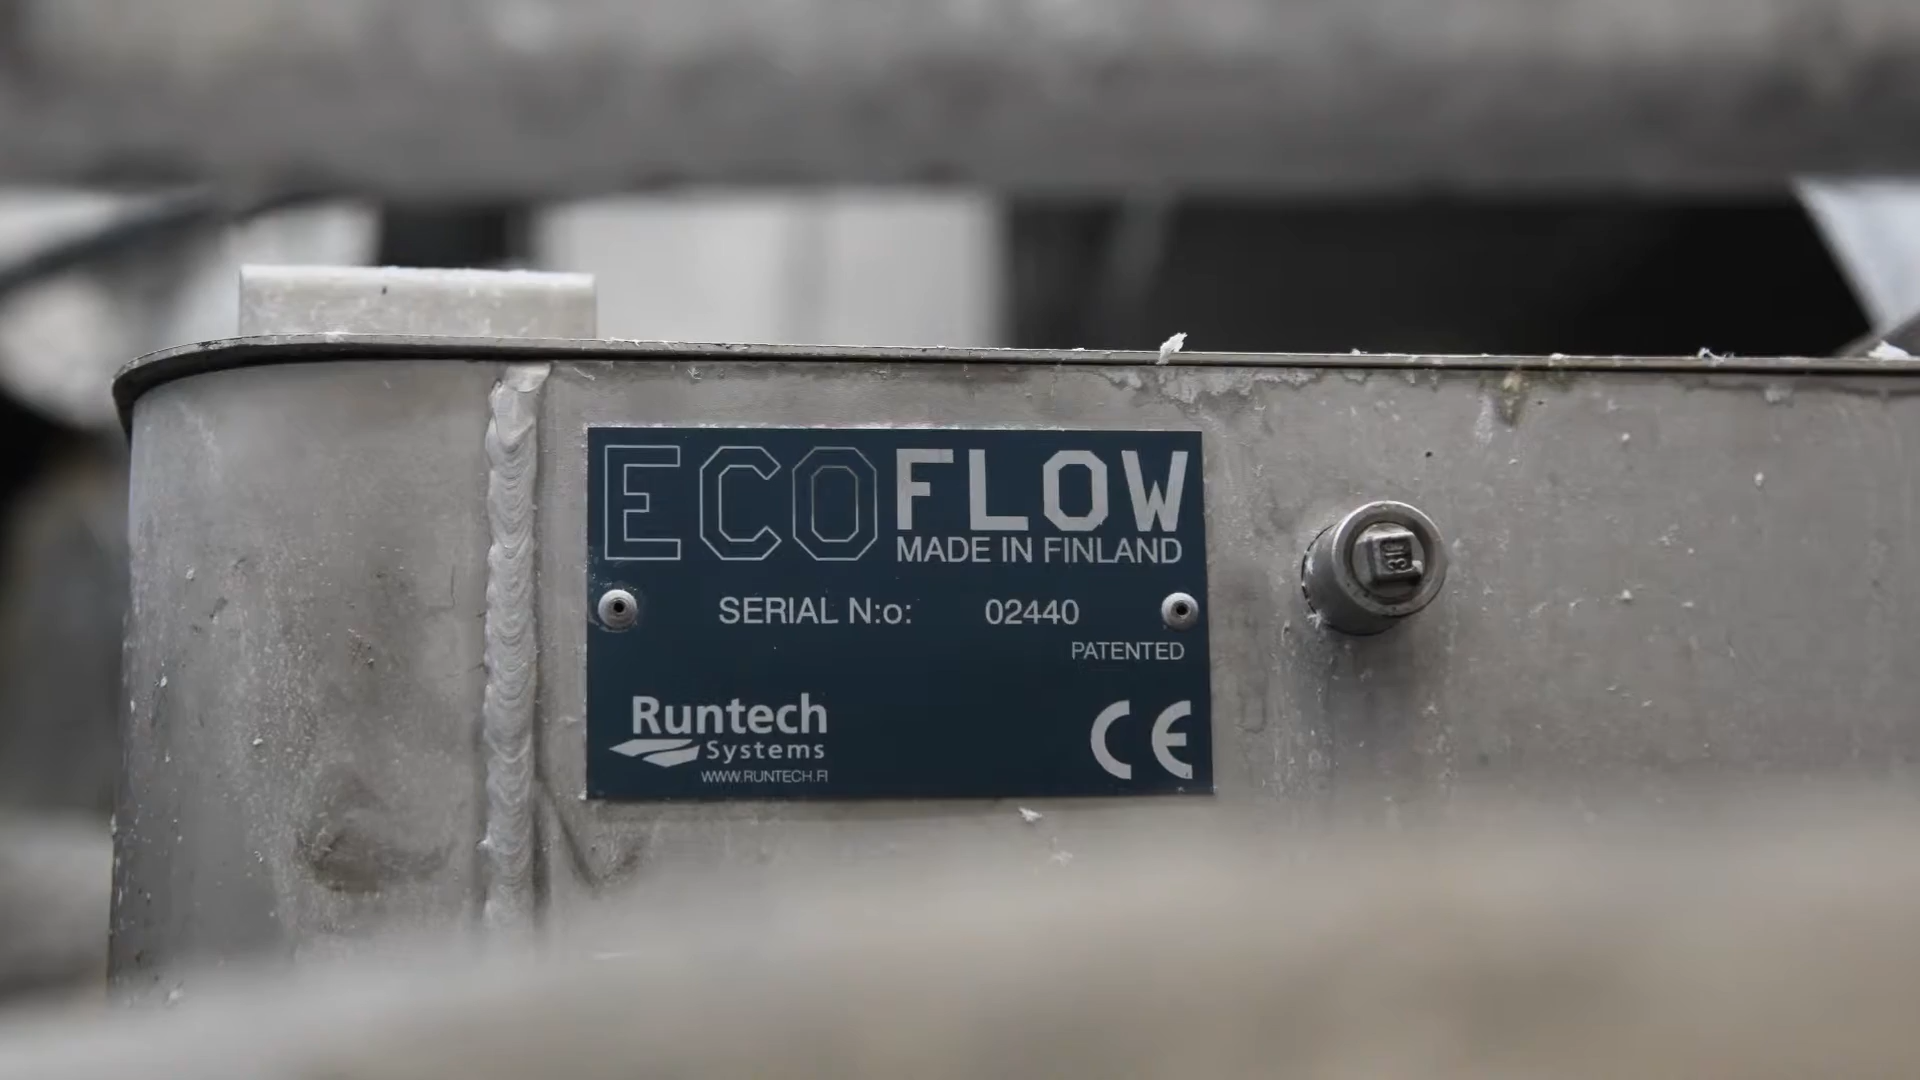 ECOFLOW
MADE IN FINLAND
SERIAL N:o: 02440
PATENTED
Runtech
Systems
WWW.RUNTECH.FI
CE